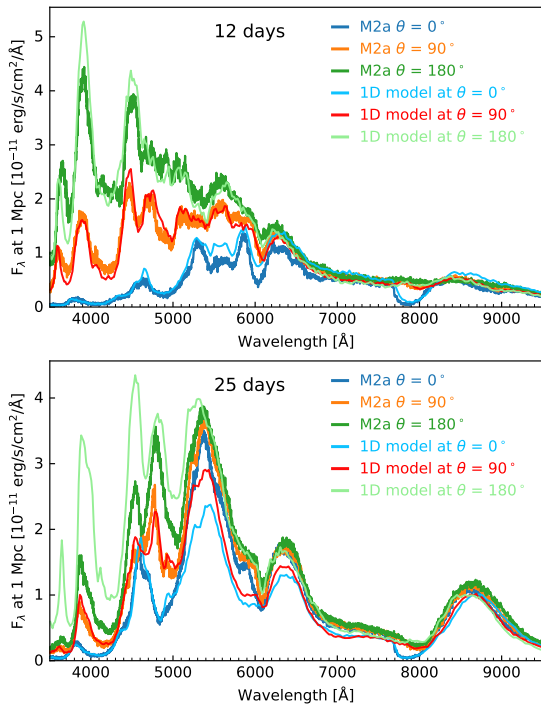 12 days
M2a θ = 0°
M2a θ = 90°
M2a θ = 180°
1D model at θ = 0°
1D model at θ = 90°
1D model at θ = 180°
F_λ at 1 Mpc [10⁻¹¹ erg/s/cm²/Å]
5
4
3
2
1
0
4000 5000 6000 7000 8000 9000
Wavelength [Å]
25 days
M2a θ = 0°
M2a θ = 90°
M2a θ = 180°
1D model at θ = 0°
1D model at θ = 90°
1D model at θ = 180°
F_λ at 1 Mpc [10⁻¹¹ erg/s/cm²/Å]
4
3
2
1
0
4000 5000 6000 7000 8000 9000
Wavelength [Å]